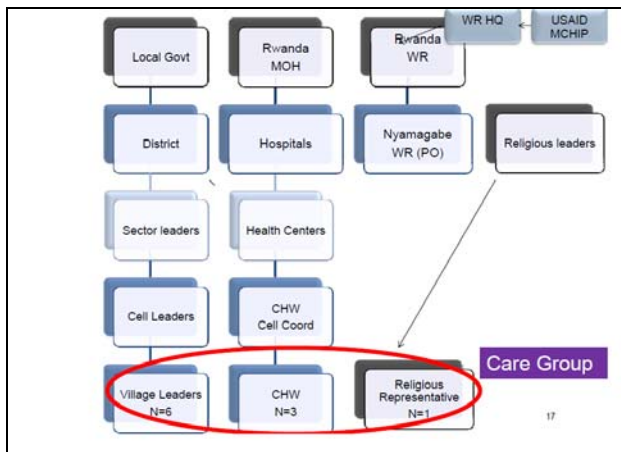 WR HQ
USAID
MCHIP
Local Govt
Rwanda
MOH
Rwanda
WR
District
Hospitals
Nyamagabe
WR (PO)
Religious leaders
Sector leaders
Health Centers
Cell Leaders
CHW
Cell Coord
Care Group
Village Leaders
N=6
CHW
N=3
Religious
Representative
N=1
17